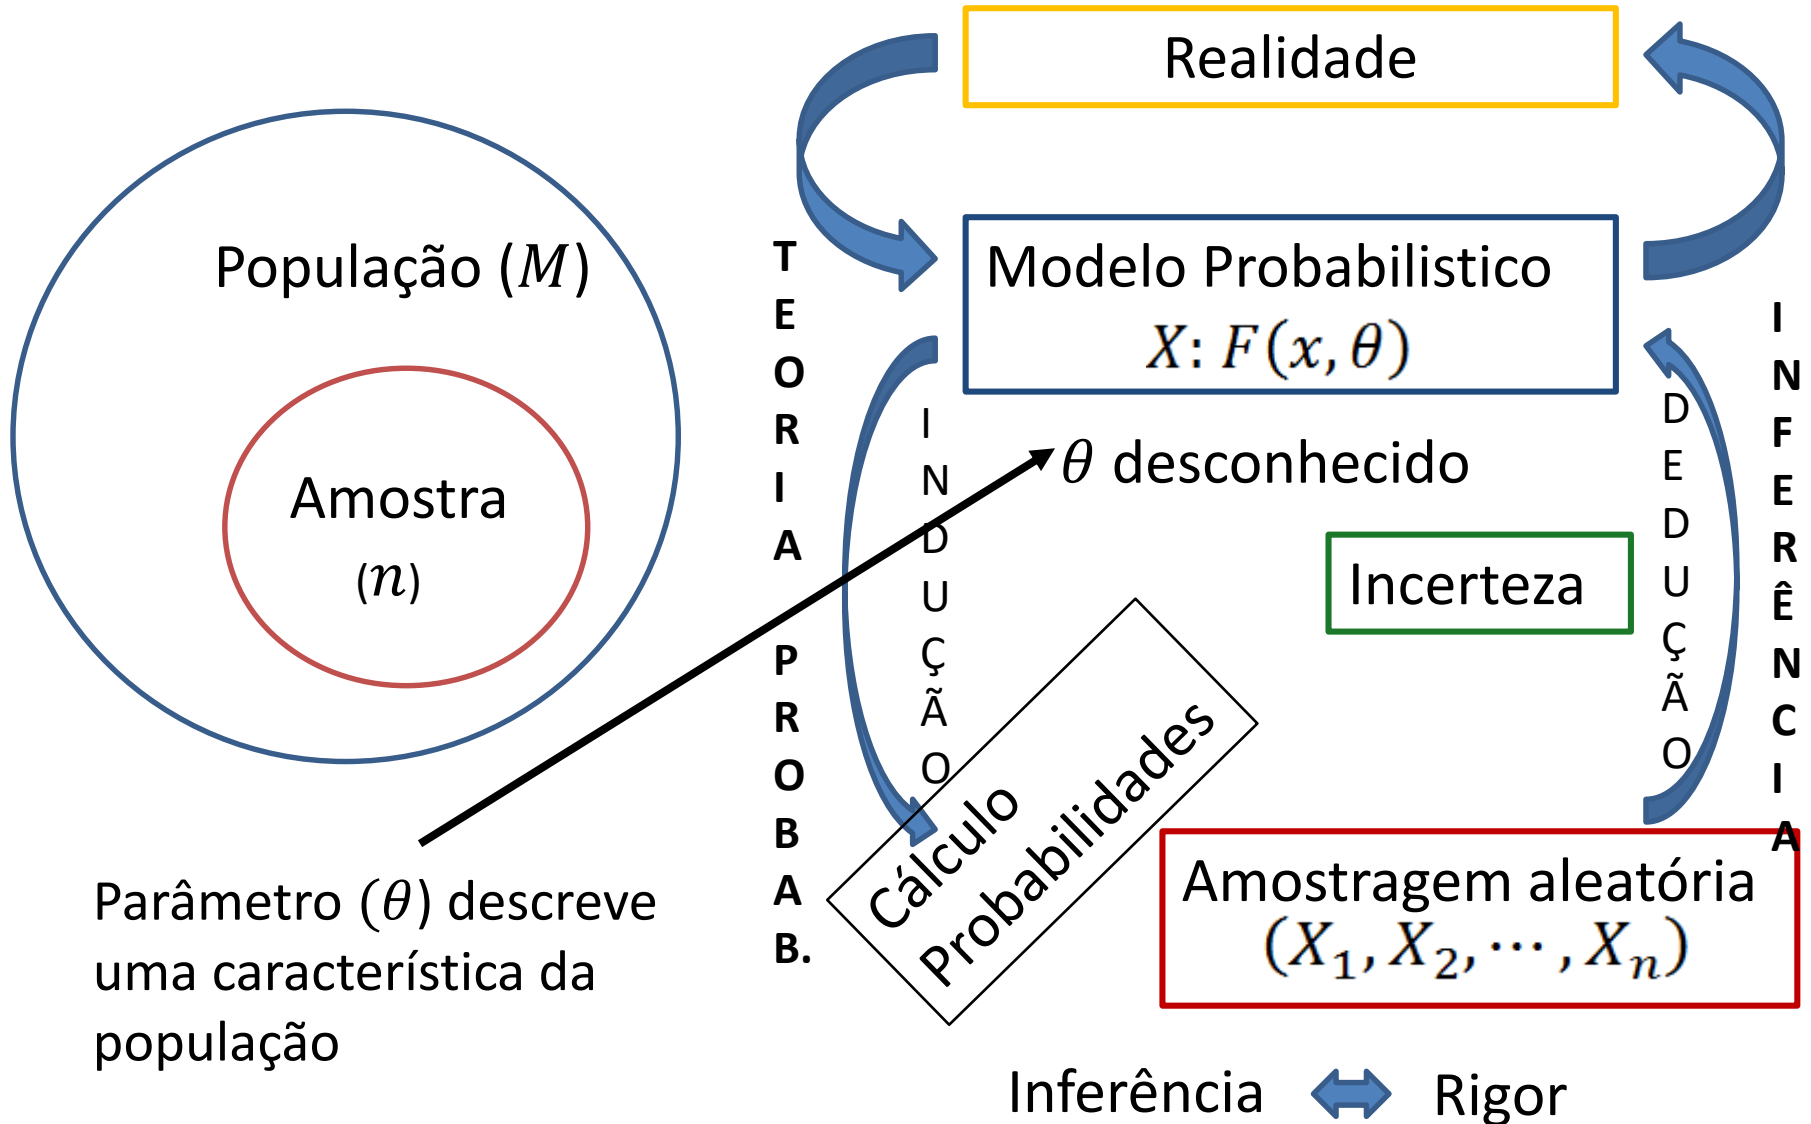 Realidade
População (M)
Amostra
(n)
Parâmetro (θ) descreve
uma característica da
população
TEORIA PROBAB.
Modelo Probabilistico
X: F(x, θ)
INDUÇÃO
θ desconhecido
Incerteza
DEDUÇÃO
INFERÊNCIA
Cálculo
Probabilidades
Amostragem aleatória
(X₁, X₂, ⋯ , Xₙ)
Inferência Rigor